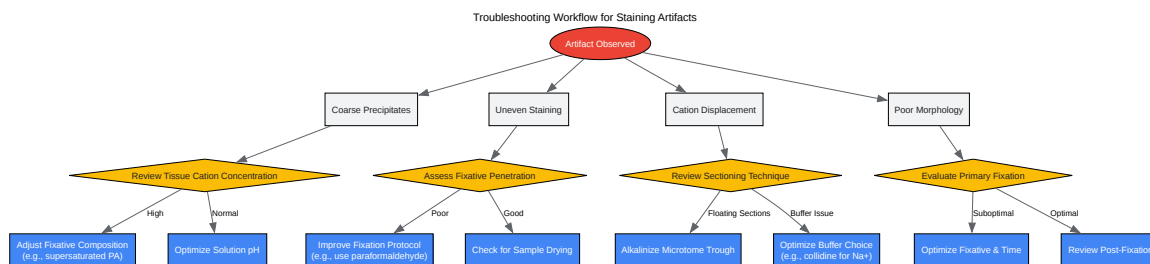 Troubleshooting Workflow for Staining Artifacts
Artifact Observed
Coarse Precipitates
Uneven Staining
Cation Displacement
Poor Morphology
Review Tissue Cation Concentration
Assess Fixative Penetration
Review Sectioning Technique
Evaluate Primary Fixation
High
Normal
Poor
Good
Floating Sections
Buffer Issue
Suboptimal
Optimal
Adjust Fixative Composition
(e.g., supersaturated PA)
Optimize Solution pH
Improve Fixation Protocol
(e.g., use paraformaldehyde)
Check for Sample Drying
Alkalinize Microtome Trough
Optimize Buffer Choice
(e.g., collidine for Na+)
Optimize Fixative & Time
Review Post-Fixation